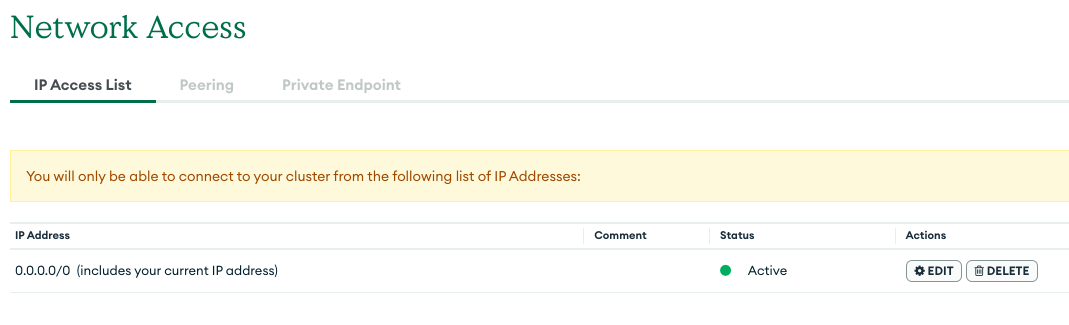 Network Access
IP Access List Peering Private Endpoint
You will only be able to connect to your cluster from the following list of IP Addresses:
IP Address Comment Status Actions
0.0.0.0/0 (includes your current IP address) Active EDIT DELETE